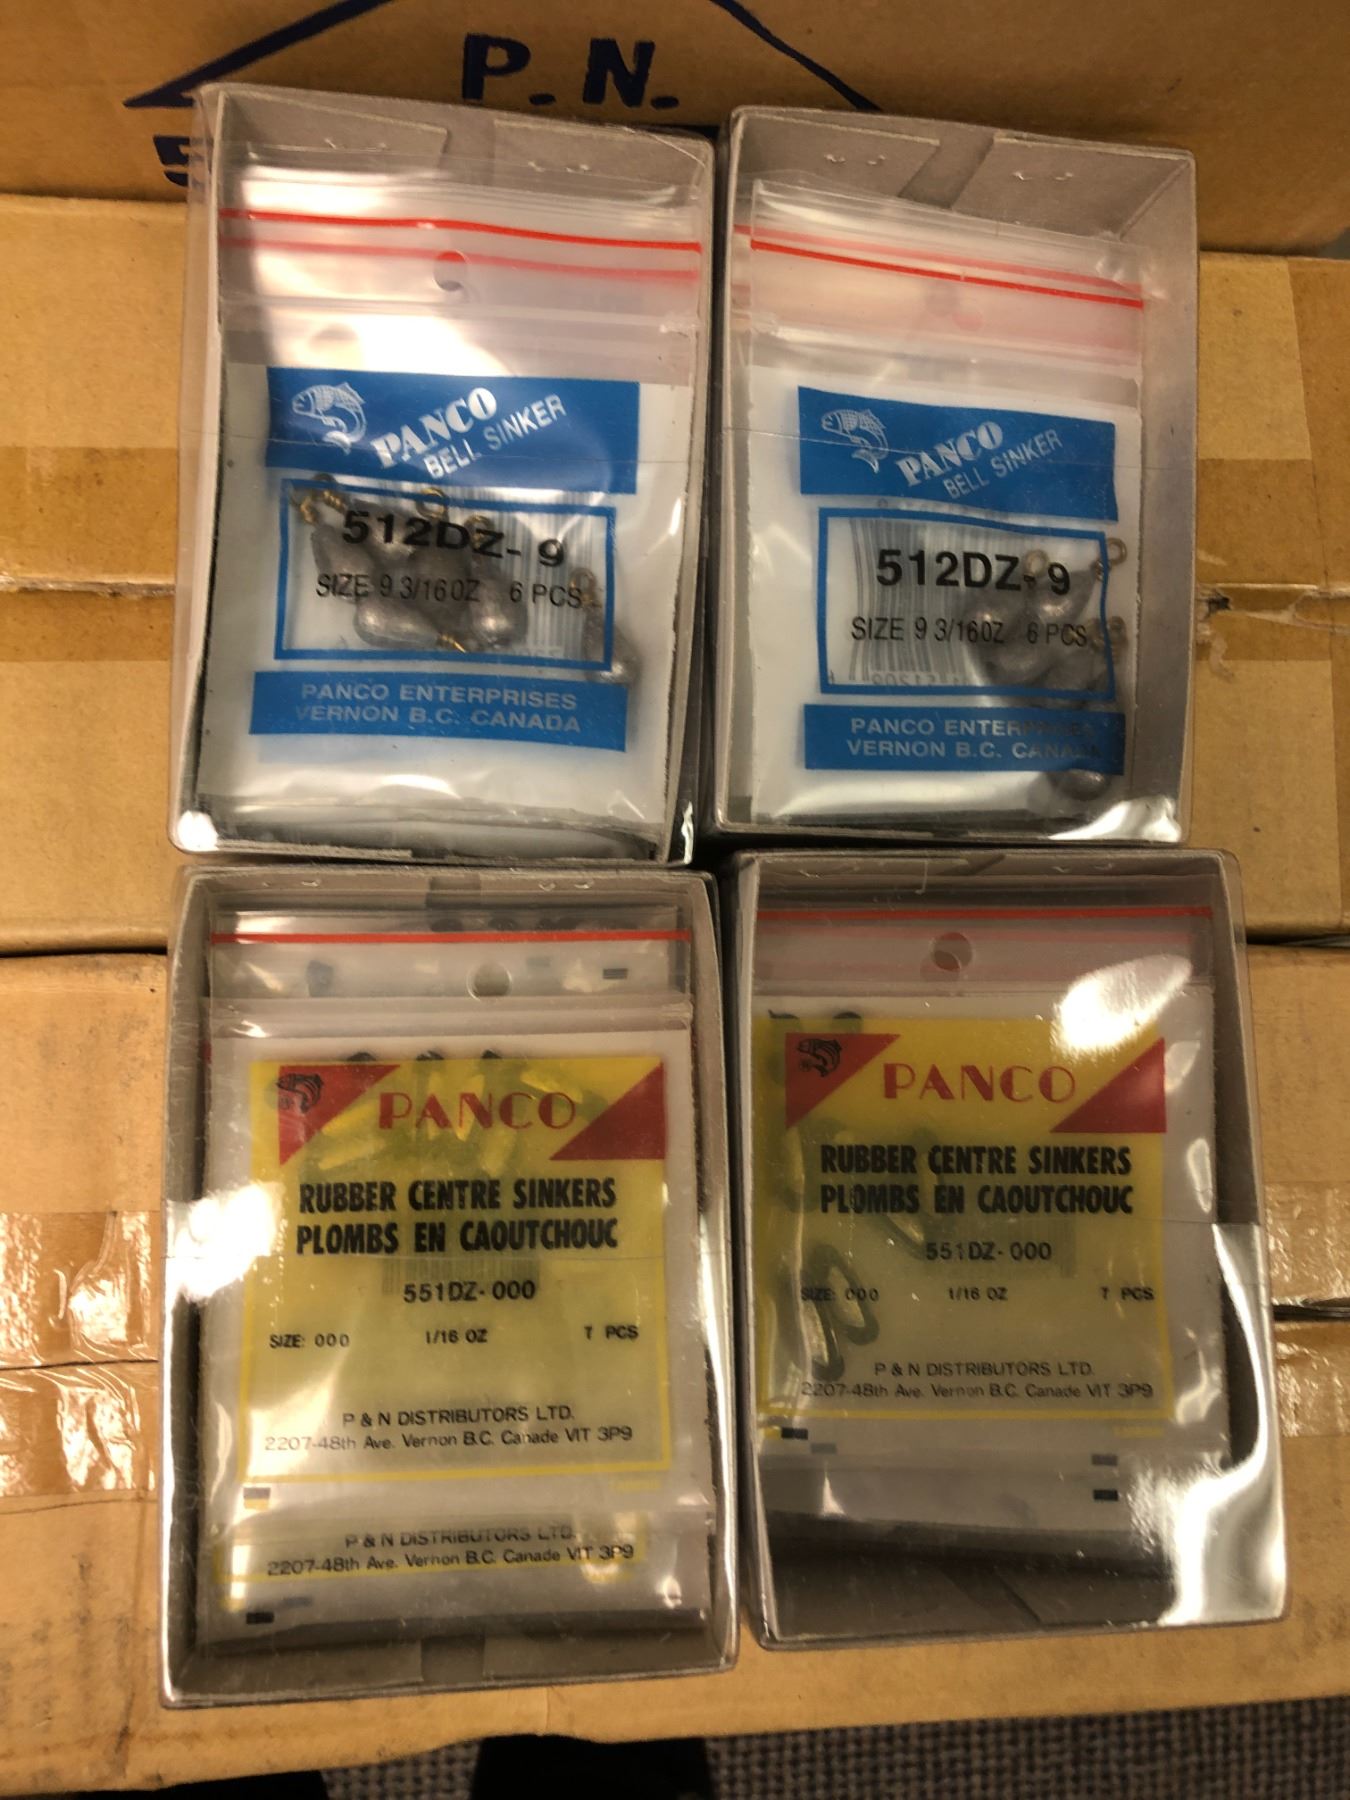 P. N.
PANCO
BELL SINKER
512DZ- 9
SIZE 9 3/16 OZ 6 PCS
PANCO ENTERPRISES
VERNON B.C. CANADA
PANCO
BELL SINKER
512DZ- 9
SIZE 9 3/16 OZ 6 PCS
PANCO ENTERPRISES
VERNON B.C. CANADA
PANCO
RUBBER CENTRE SINKERS
PLOMBS EN CAOUTCHOUC
551DZ- 000
SIZE: 000 1/16 OZ 7 PCS
P & N DISTRIBUTORS LTD.
2207-48th Ave. Vernon B.C. Canade VIT 3P9
P & N DISTRIBUTORS LTD.
2207-48th Ave. Vernon B.C. Canade VIT 3P9
PANCO
RUBBER CENTRE SINKERS
PLOMBS EN CAOUTCHOUC
551DZ- 000
SIZE: 000 1/16 OZ 7 PCS
P & N DISTRIBUTORS LTD.
2207-48th Ave. Vernon B.C. Canade VIT 3P9